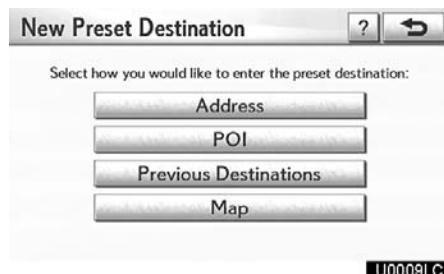 New Preset Destination ?
Select how you would like to enter the preset destination:
Address
POI
Previous Destinations
Map
U0009LC